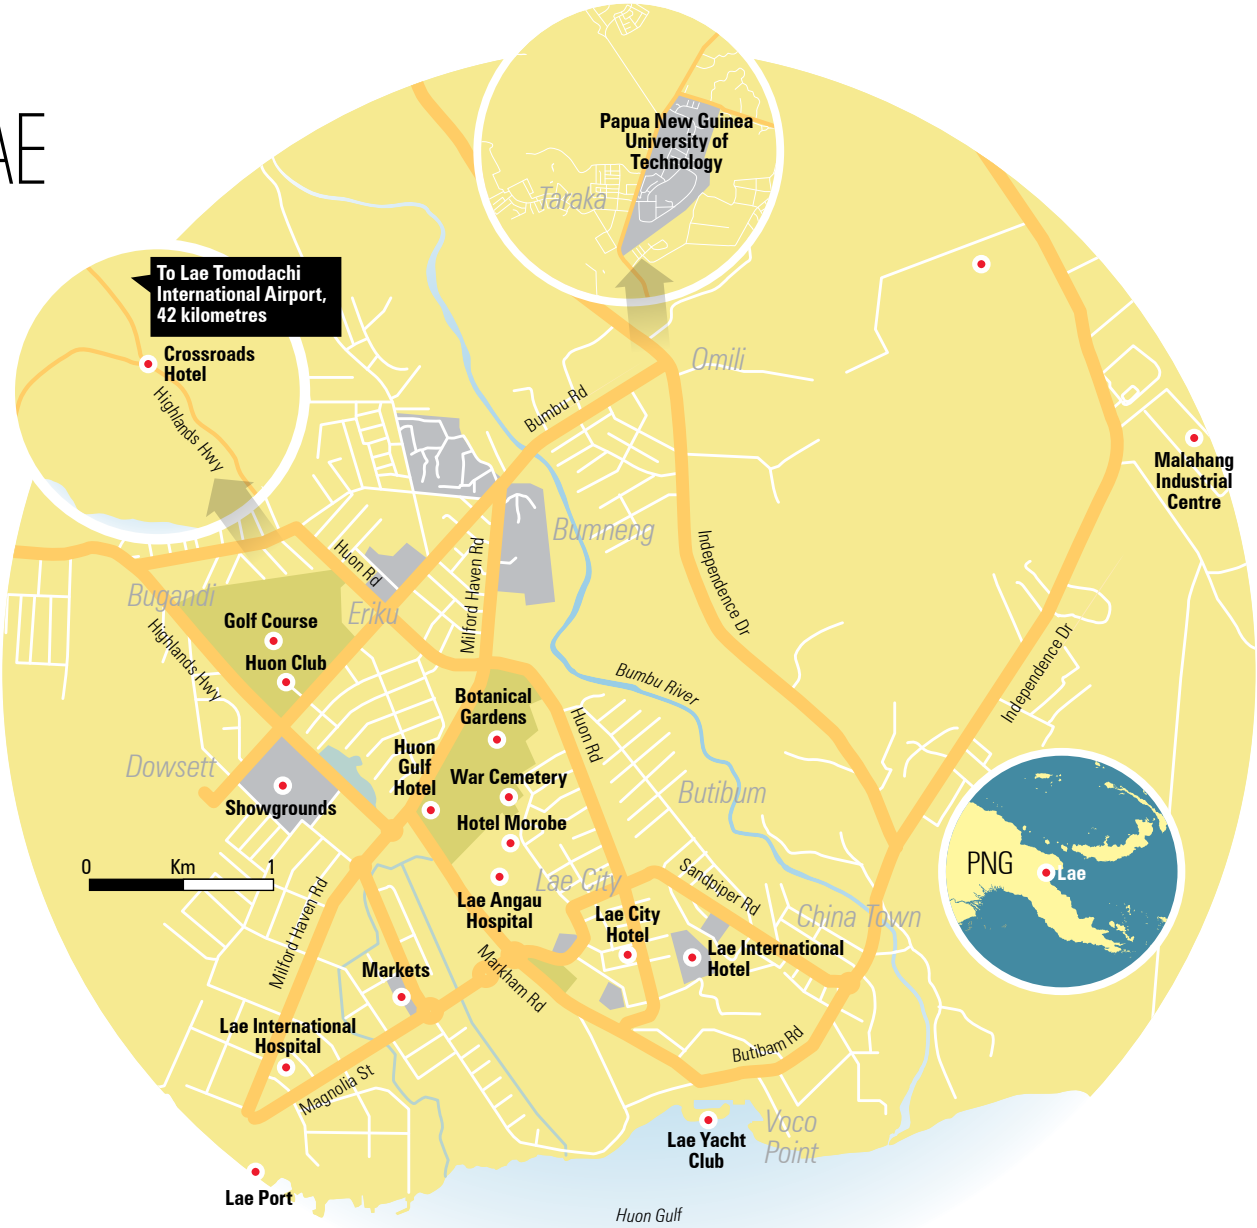 AE
Papua New Guinea
University of
Technology
Taraka
To Lae Tomodachi
International Airport,
42 kilometres
Crossroads
Hotel
Highlands Hwy
Omili
Bumbu Rd
Malahang
Industrial
Centre
Bumneng
Huon Rd
Milford Haven Rd
Independence Dr
Bugandi
Eriku
Golf Course
Huon Club
Highlands Hwy
Bumbu River
Independence Dr
Botanical
Gardens
Huon Rd
Huon
Gulf
Hotel
Dowsett
War Cemetery
Butibum
Showgrounds
Hotel Morobe
0 Km 1
PNG
Lae
Lae City
Sandpiper Rd
Lae Angau
Hospital
Milford Haven Rd
Lae City
Hotel
China Town
Lae International
Hotel
Markets
Markham Rd
Lae International
Hospital
Butibam Rd
Magnolia St
Voco
Point
Lae Yacht
Club
Lae Port
Huon Gulf